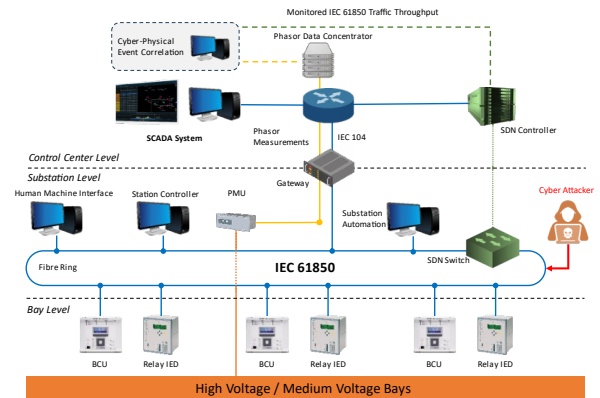 Monitored IEC 61850 Traffic Throughput
Cyber-Physical
Event Correlation
Phasor Data Concentrator
SCADA System
Phasor
Measurements
IEC 104
SDN Controller
Control Center Level
Gateway
Substation Level
Human Machine Interface
Station Controller
PMU
Substation
Automation
Cyber Attacker
SDN Switch
Fibre Ring
IEC 61850
Bay Level
BCU
Relay IED
BCU
Relay IED
BCU
Relay IED
High Voltage / Medium Voltage Bays